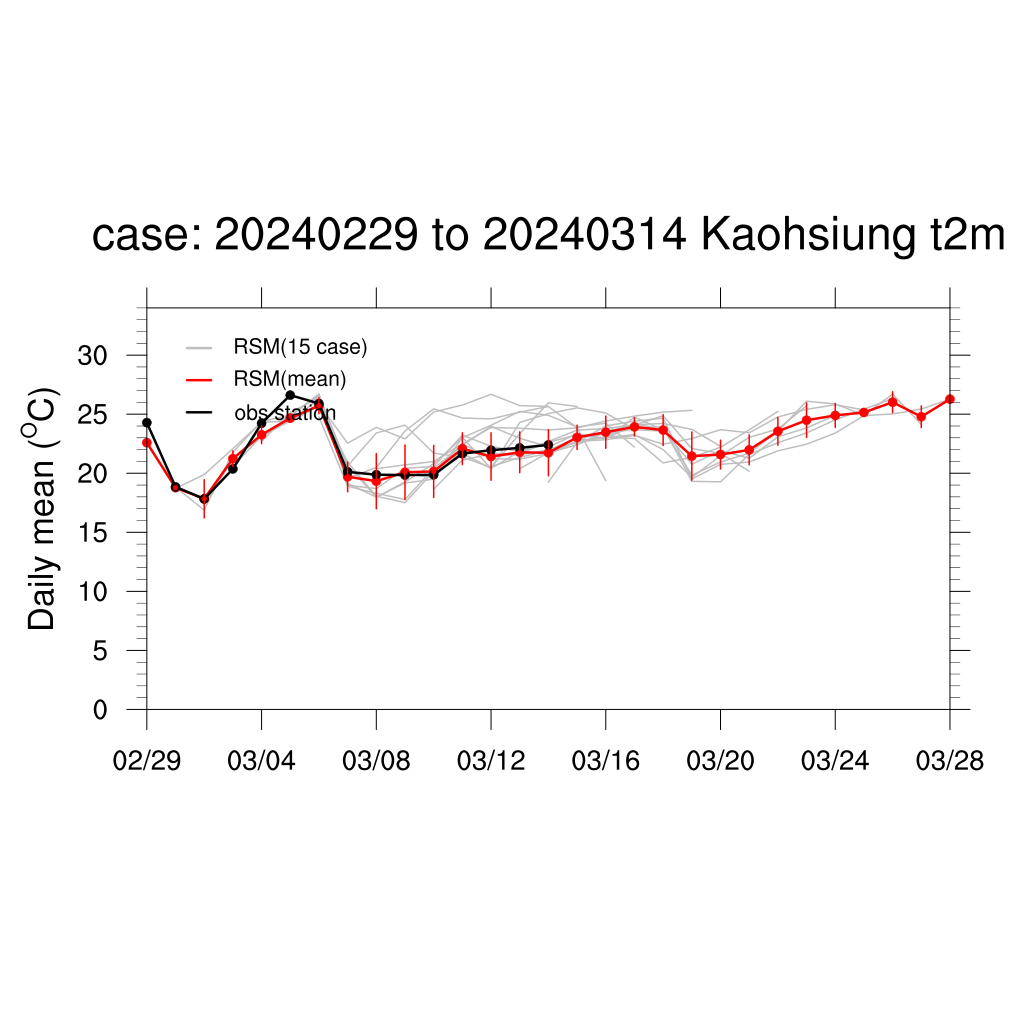 case: 20240229 to 20240314 Kaohsiung t2m
RSM(15 case)
RSM(mean)
obs station
Daily mean (OC)
30
25
20
15
10
5
0
02/29 03/04 03/08 03/12 03/16 03/20 03/24 03/28